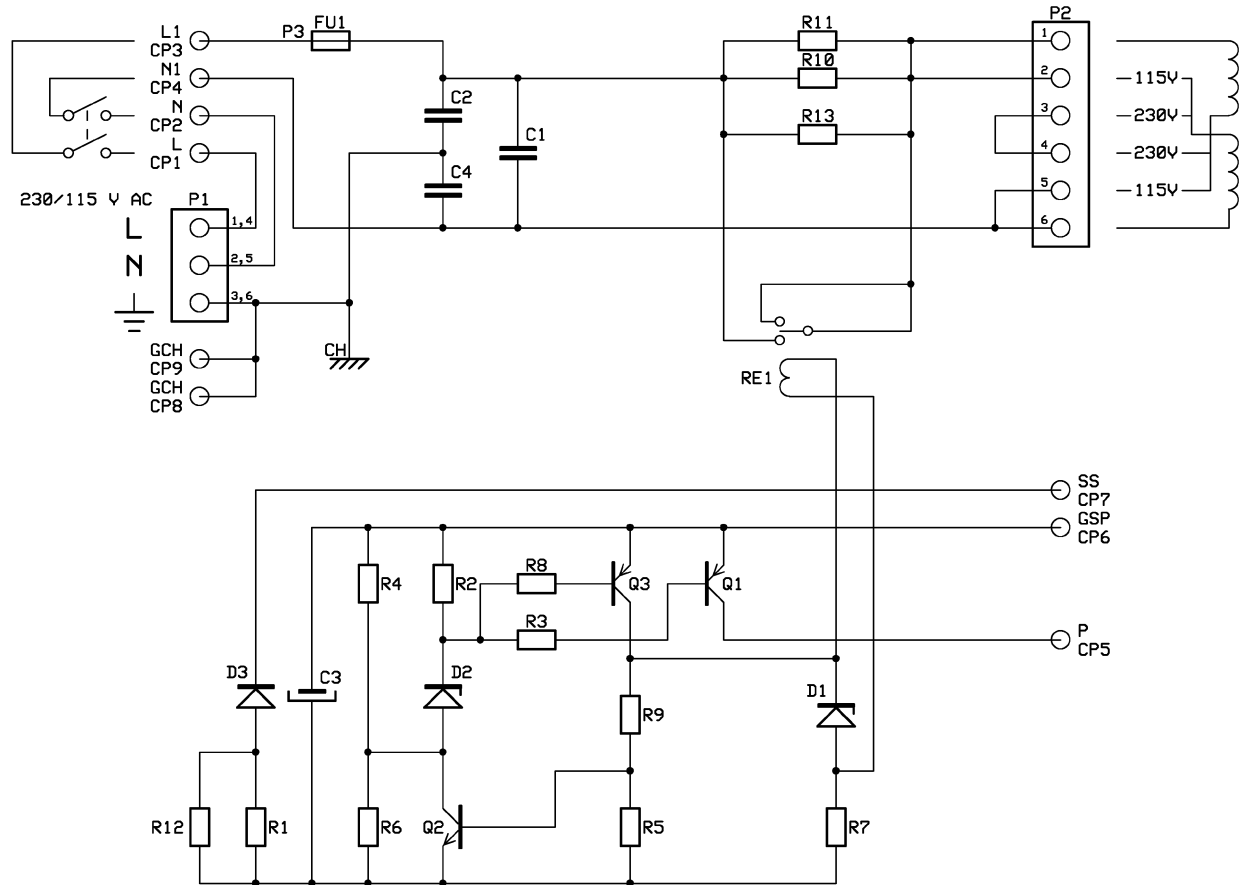 L1
CP3
P3
FU1
R11
P2
N1
CP4
R10
1
2
115V
N
CP2
C2
C1
R13
3
230V
L
CP1
C4
4
230V
230/115 V AC
P1
5
115V
L
1,4
6
N
2,5
3,6
GCH
CP9
CH
GCH
CP8
RE1
SS
CP7
GSP
CP6
R4
R2
R8
Q3
Q1
R3
P
CP5
D3
C3
D2
D1
R9
R12
R1
R6
Q2
R5
R7